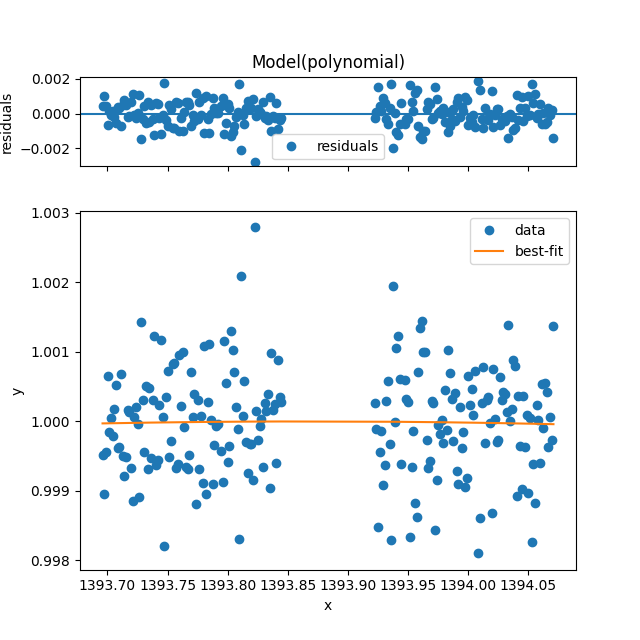 Model(polynomial)
0.002
0.000
−0.002
residuals
residuals
1.003
1.002
1.001
1.000
0.999
0.998
y
data
best-fit
1393.70 1393.75 1393.80 1393.85 1393.90 1393.95 1394.00 1394.05
x